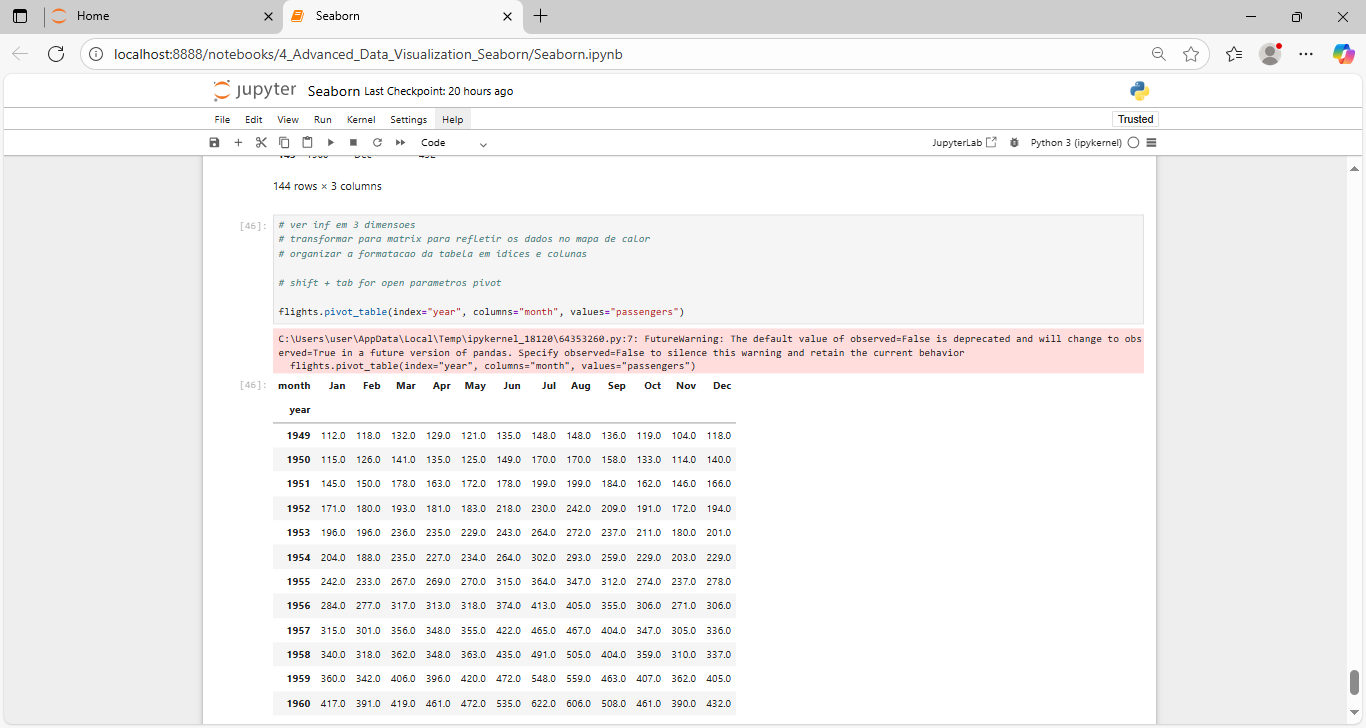 Home
Seaborn
localhost:8888/notebooks/4_Advanced_Data_Visualization_Seaborn/Seaborn.ipynb
jupyter Seaborn Last Checkpoint: 20 hours ago
File Edit View Run Kernel Settings Help
Trusted
Code
JupyterLab
Python 3 (ipykernel)
144 rows × 3 columns
[46]: # ver inf em 3 dimensoes
# transformar para matrix para refletir os dados no mapa de calor
# organizar a formatacao da tabela em idices e colunas
# shift + tab for open parametros pivot
flights.pivot_table(index="year", columns="month", values="passengers")
C:\Users\user\AppData\Local\Temp\ipykernel_18120\64353260.py:7: FutureWarning: The default value of observed=False is deprecated and will change to obs
erved=True in a future version of pandas. Specify observed=False to silence this warning and retain the current behavior
flights.pivot_table(index="year", columns="month", values="passengers")
[46]: month Jan Feb Mar Apr May Jun Jul Aug Sep Oct Nov Dec
year
1949 112.0 118.0 132.0 129.0 121.0 135.0 148.0 148.0 136.0 119.0 104.0 118.0
1950 115.0 126.0 141.0 135.0 125.0 149.0 170.0 170.0 158.0 133.0 114.0 140.0
1951 145.0 150.0 178.0 163.0 172.0 178.0 199.0 199.0 184.0 162.0 146.0 166.0
1952 171.0 180.0 193.0 181.0 183.0 218.0 230.0 242.0 209.0 191.0 172.0 194.0
1953 196.0 196.0 236.0 235.0 229.0 243.0 264.0 272.0 237.0 211.0 180.0 201.0
1954 204.0 188.0 235.0 227.0 234.0 264.0 302.0 293.0 259.0 229.0 203.0 229.0
1955 242.0 233.0 267.0 269.0 270.0 315.0 364.0 347.0 312.0 274.0 237.0 278.0
1956 284.0 277.0 317.0 313.0 318.0 374.0 413.0 405.0 355.0 306.0 271.0 306.0
1957 315.0 301.0 356.0 348.0 355.0 422.0 465.0 467.0 404.0 347.0 305.0 336.0
1958 340.0 318.0 362.0 348.0 363.0 435.0 491.0 505.0 404.0 359.0 310.0 337.0
1959 360.0 342.0 406.0 396.0 420.0 472.0 548.0 559.0 463.0 407.0 362.0 405.0
1960 417.0 391.0 419.0 461.0 472.0 535.0 622.0 606.0 508.0 461.0 390.0 432.0